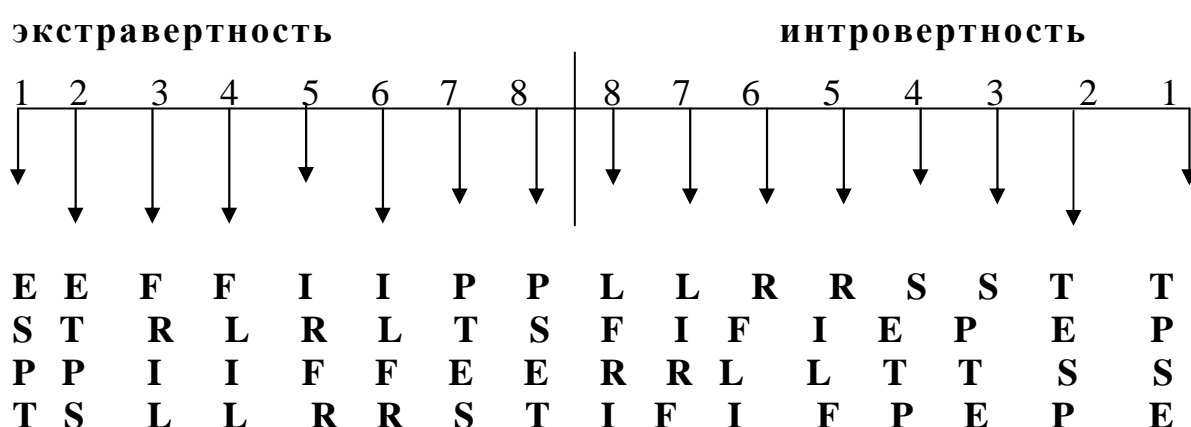 экстравертность интровертность
1 2 3 4 5 6 7 8 8 7 6 5 4 3 2 1
E E F F I I P P L L R R S S T T
S T R L R L T S F I F I E P E P
P P I I F F E E R R L L T T S S
T S L L R R S T I F I F P E P E